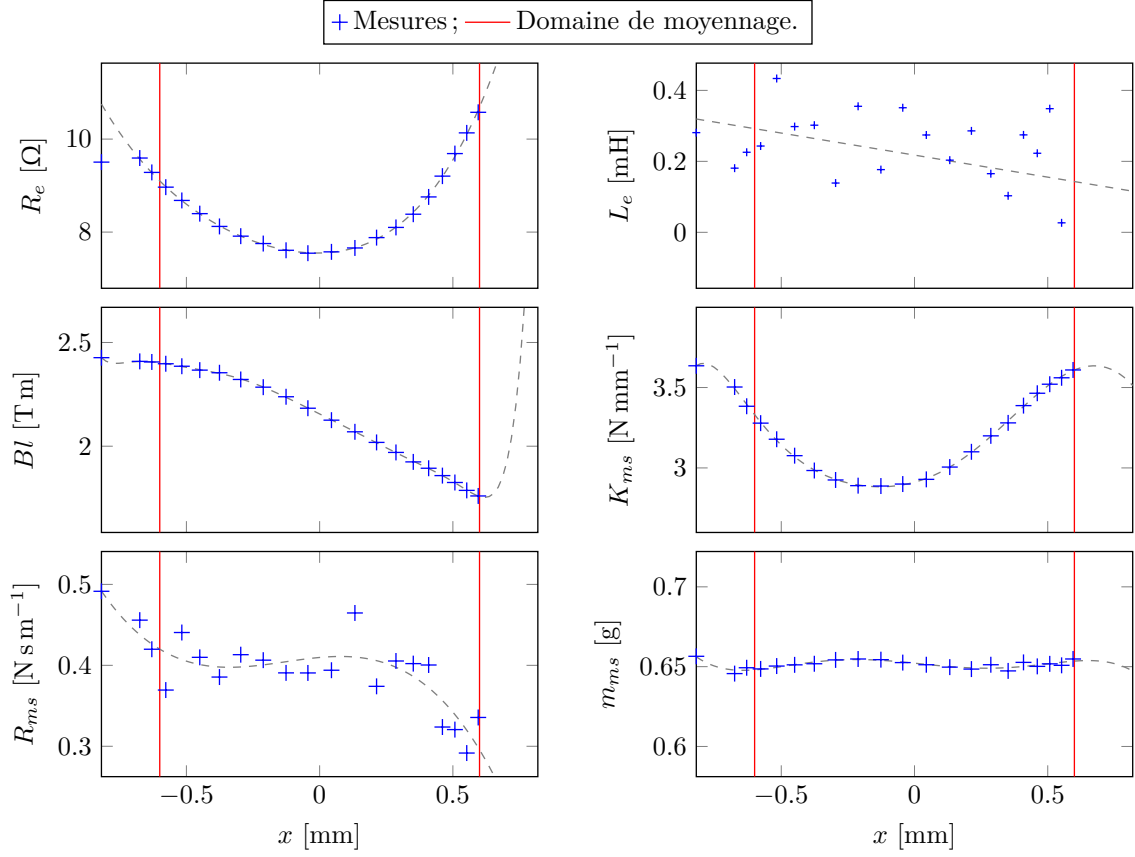 Mesures ; Domaine de moyennage.
10
8
R_e [Ω]
0.4
0.2
0
L_e [mH]
2.5
2
Bl [T m]
3.5
3
K_ms [N mm⁻¹]
0.5
0.4
0.3
R_ms [N s m⁻¹]
−0.5 0 0.5
x [mm]
0.7
0.65
0.6
m_ms [g]
−0.5 0 0.5
x [mm]